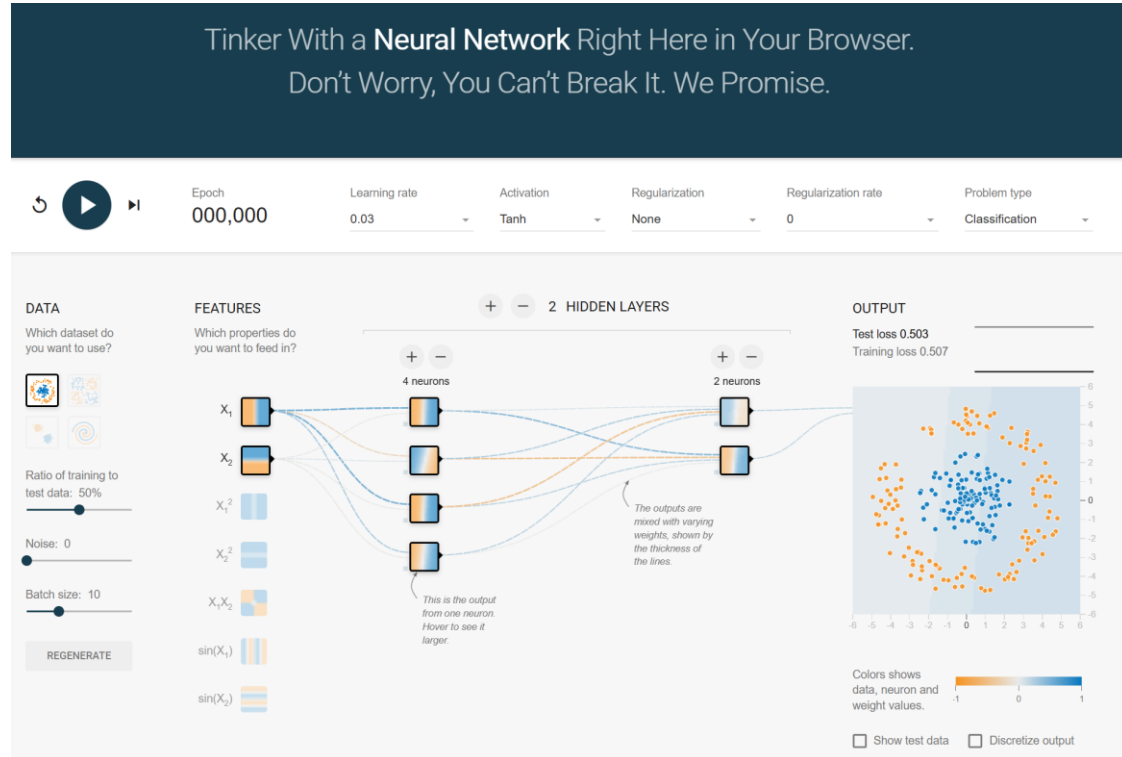 Tinker With a Neural Network Right Here in Your Browser.
Don't Worry, You Can't Break It. We Promise.
Epoch
000,000
Learning rate
0.03
Activation
Tanh
Regularization
None
Regularization rate
0
Problem type
Classification
DATA
Which dataset do
you want to use?
Ratio of training to
test data: 50%
Noise: 0
Batch size: 10
REGENERATE
FEATURES
Which properties do
you want to feed in?
X₁
X₂
X₁²
X₂²
X₁X₂
sin(X₁)
sin(X₂)
+ − 2 HIDDEN LAYERS
+ −
4 neurons
+ −
2 neurons
This is the output
from one neuron.
Hover to see it
larger.
The outputs are
mixed with varying
weights, shown by
the thickness of
the lines.
OUTPUT
Test loss 0.503
Training loss 0.507
6
5
4
3
2
1
0
-1
-2
-3
-4
-5
-6
-6 -5 -4 -3 -2 -1 0 1 2 3 4 5 6
Colors shows
data, neuron and
weight values.
-1 0 1
Show test data
Discretize output